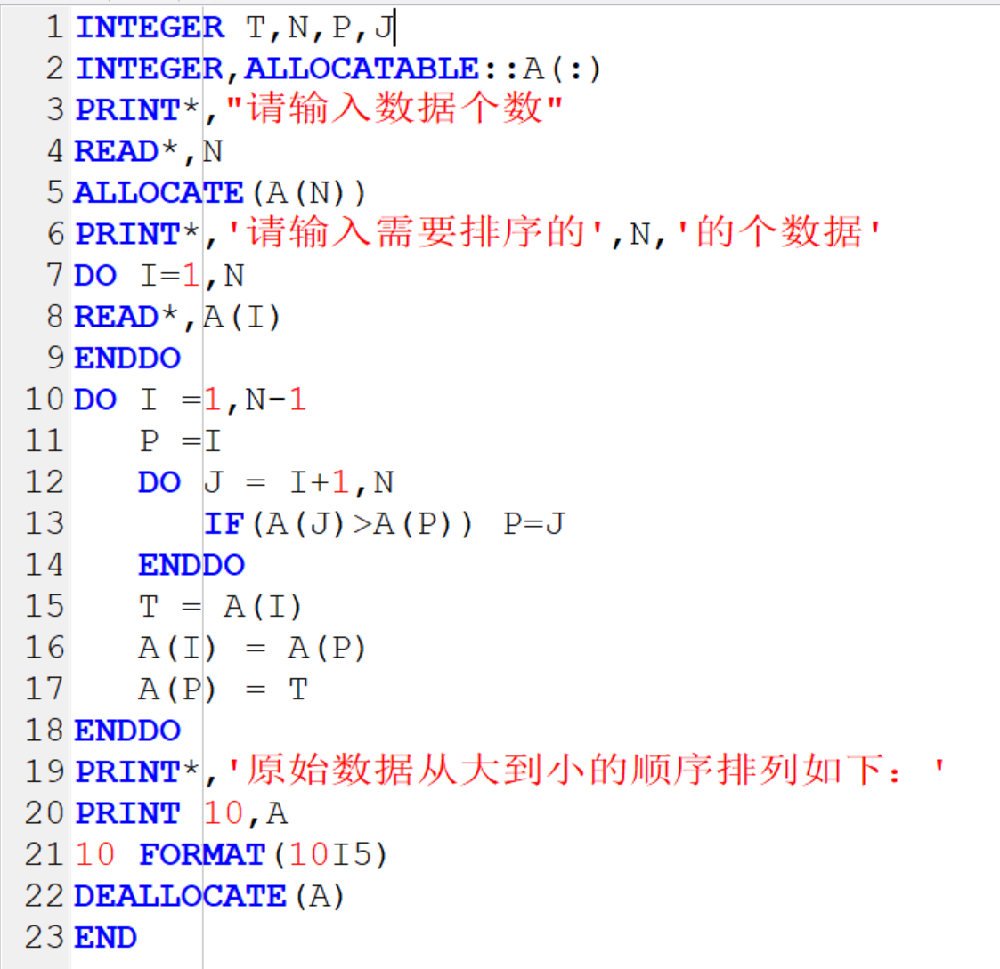 1 INTEGER T,N,P,J
2 INTEGER,ALLOCATABLE::A(:)
3 PRINT*,"请输入数据个数"
4 READ*,N
5 ALLOCATE(A(N))
6 PRINT*,'请输入需要排序的',N,'的个数据'
7 DO I=1,N
8 READ*,A(I)
9 ENDDO
10 DO I =1,N-1
11    P =I
12    DO J = I+1,N
13       IF(A(J)>A(P)) P=J
14    ENDDO
15    T = A(I)
16    A(I) = A(P)
17    A(P) = T
18 ENDDO
19 PRINT*,'原始数据从大到小的顺序排列如下：'
20 PRINT 10,A
21 10 FORMAT(10I5)
22 DEALLOCATE(A)
23 END